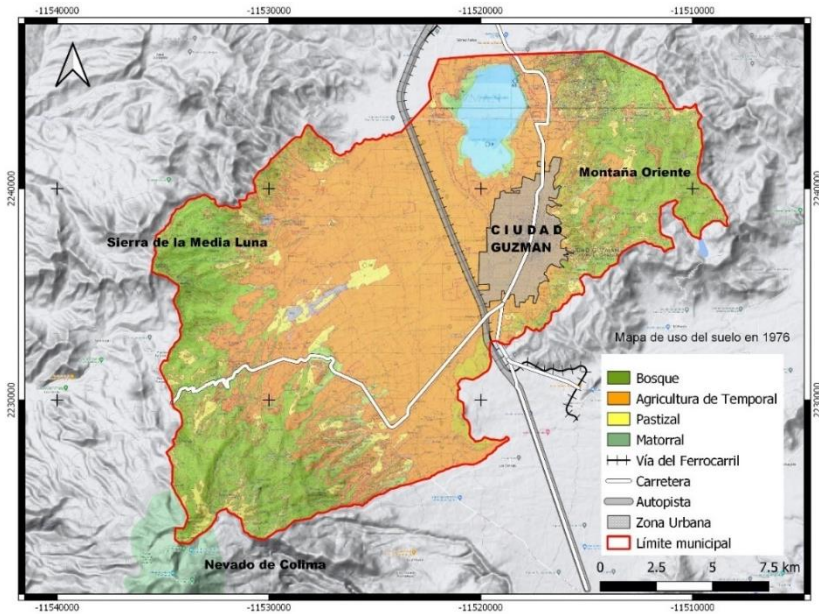 -11540000 -11530000 -11520000 -11510000
2240000 2240000
Montaña Oriente
Sierra de la Media Luna
CIUDAD
GUZMAN
Mapa de uso del suelo en 1976
2230000 2230000
Bosque
Agricultura de Temporal
Pastizal
Matorral
Vía del Ferrocarril
Carretera
Autopista
Zona Urbana
Límite municipal
Nevado de Colima
0 2.5 5 7.5 km
-11540000 -11530000 -11520000 -11510000